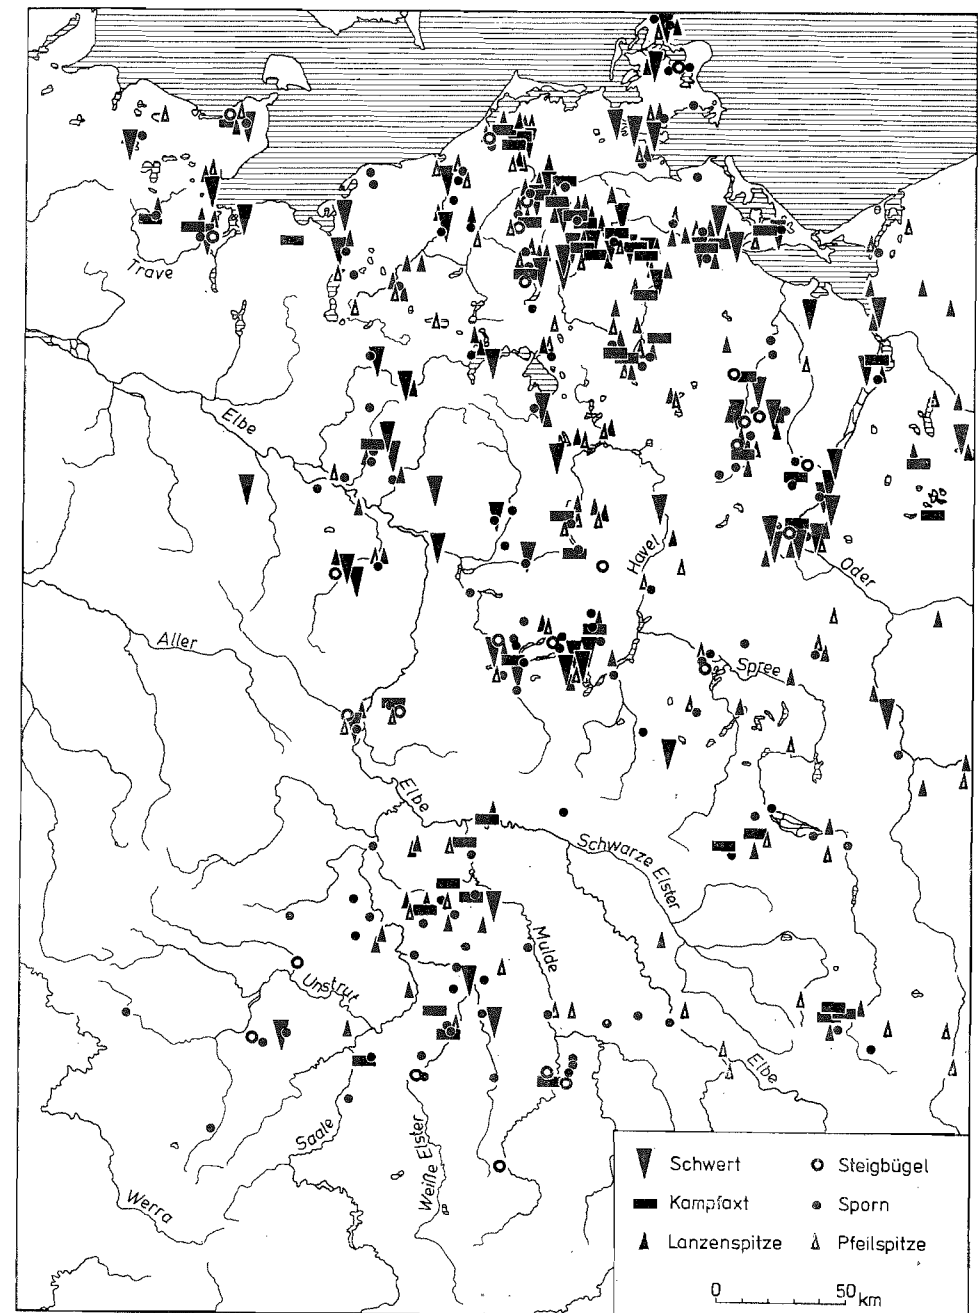 Trave
Elbe
Havel
Oder
Aller
Spree
Elbe
Schwarze Elster
Mulde
Unstrut
Elbe
Saale
Weiße Elster
Werra
Schwert
Steigbügel
Kampfaxt
Sporn
Lanzenspitze
Pfeilspitze
0 50 km